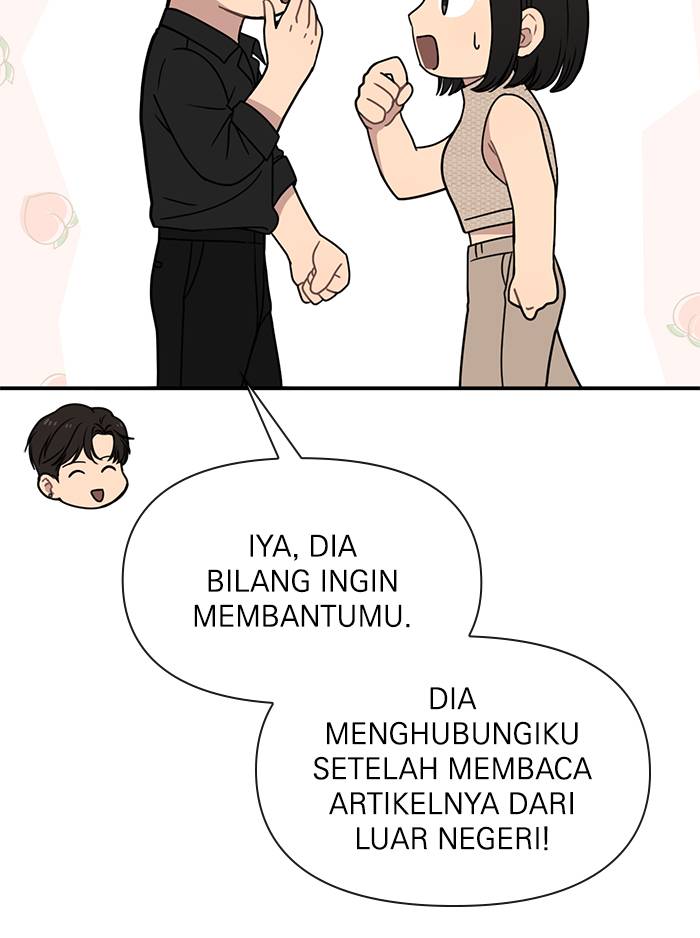 IYA, DIA
BILANG INGIN
MEMBANTUMU.
DIA
MENGHUBUNGIKU
SETELAH MEMBACA
ARTIKELNYA DARI
LUAR NEGERI!